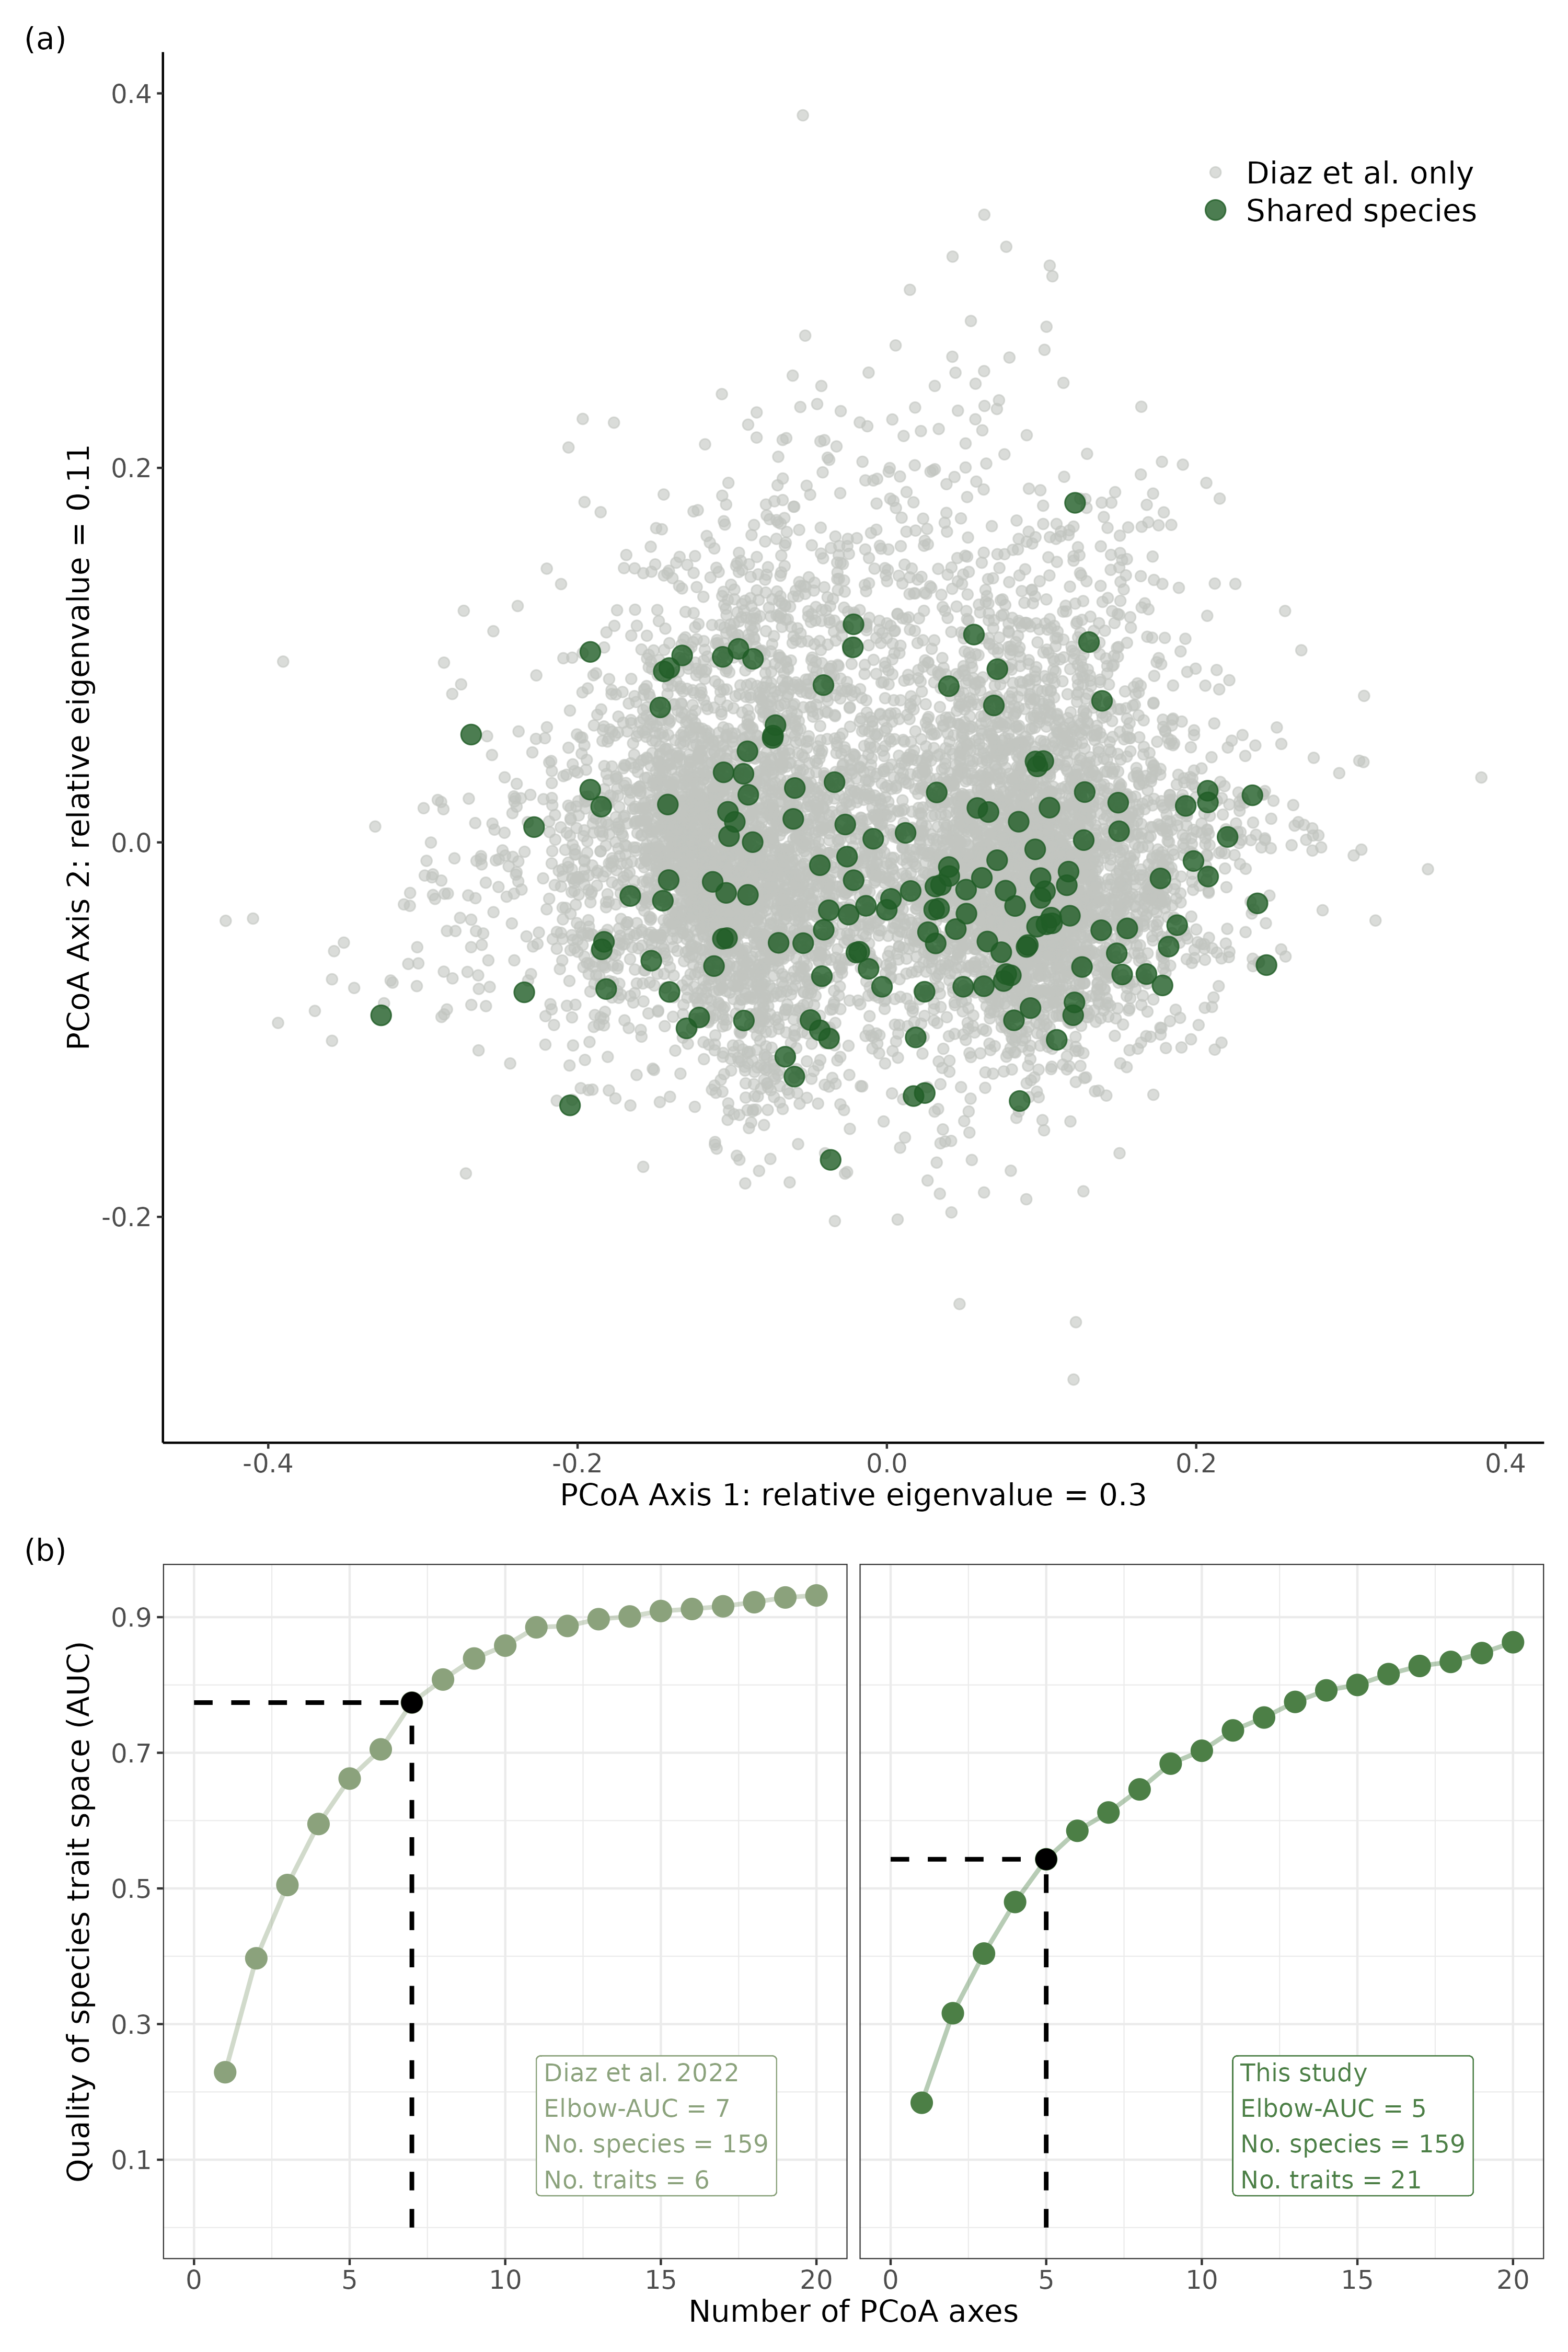 (a)
0.4
0.2
0.0
-0.2
PCoA Axis 2: relative eigenvalue = 0.11
Diaz et al. only
Shared species
-0.4 -0.2 0.0 0.2 0.4
PCoA Axis 1: relative eigenvalue = 0.3
(b)
0.9
0.7
0.5
0.3
0.1
Quality of species trait space (AUC)
Diaz et al. 2022
Elbow-AUC = 7
No. species = 159
No. traits = 6
This study
Elbow-AUC = 5
No. species = 159
No. traits = 21
0 5 10 15 20 0 5 10 15 20
Number of PCoA axes